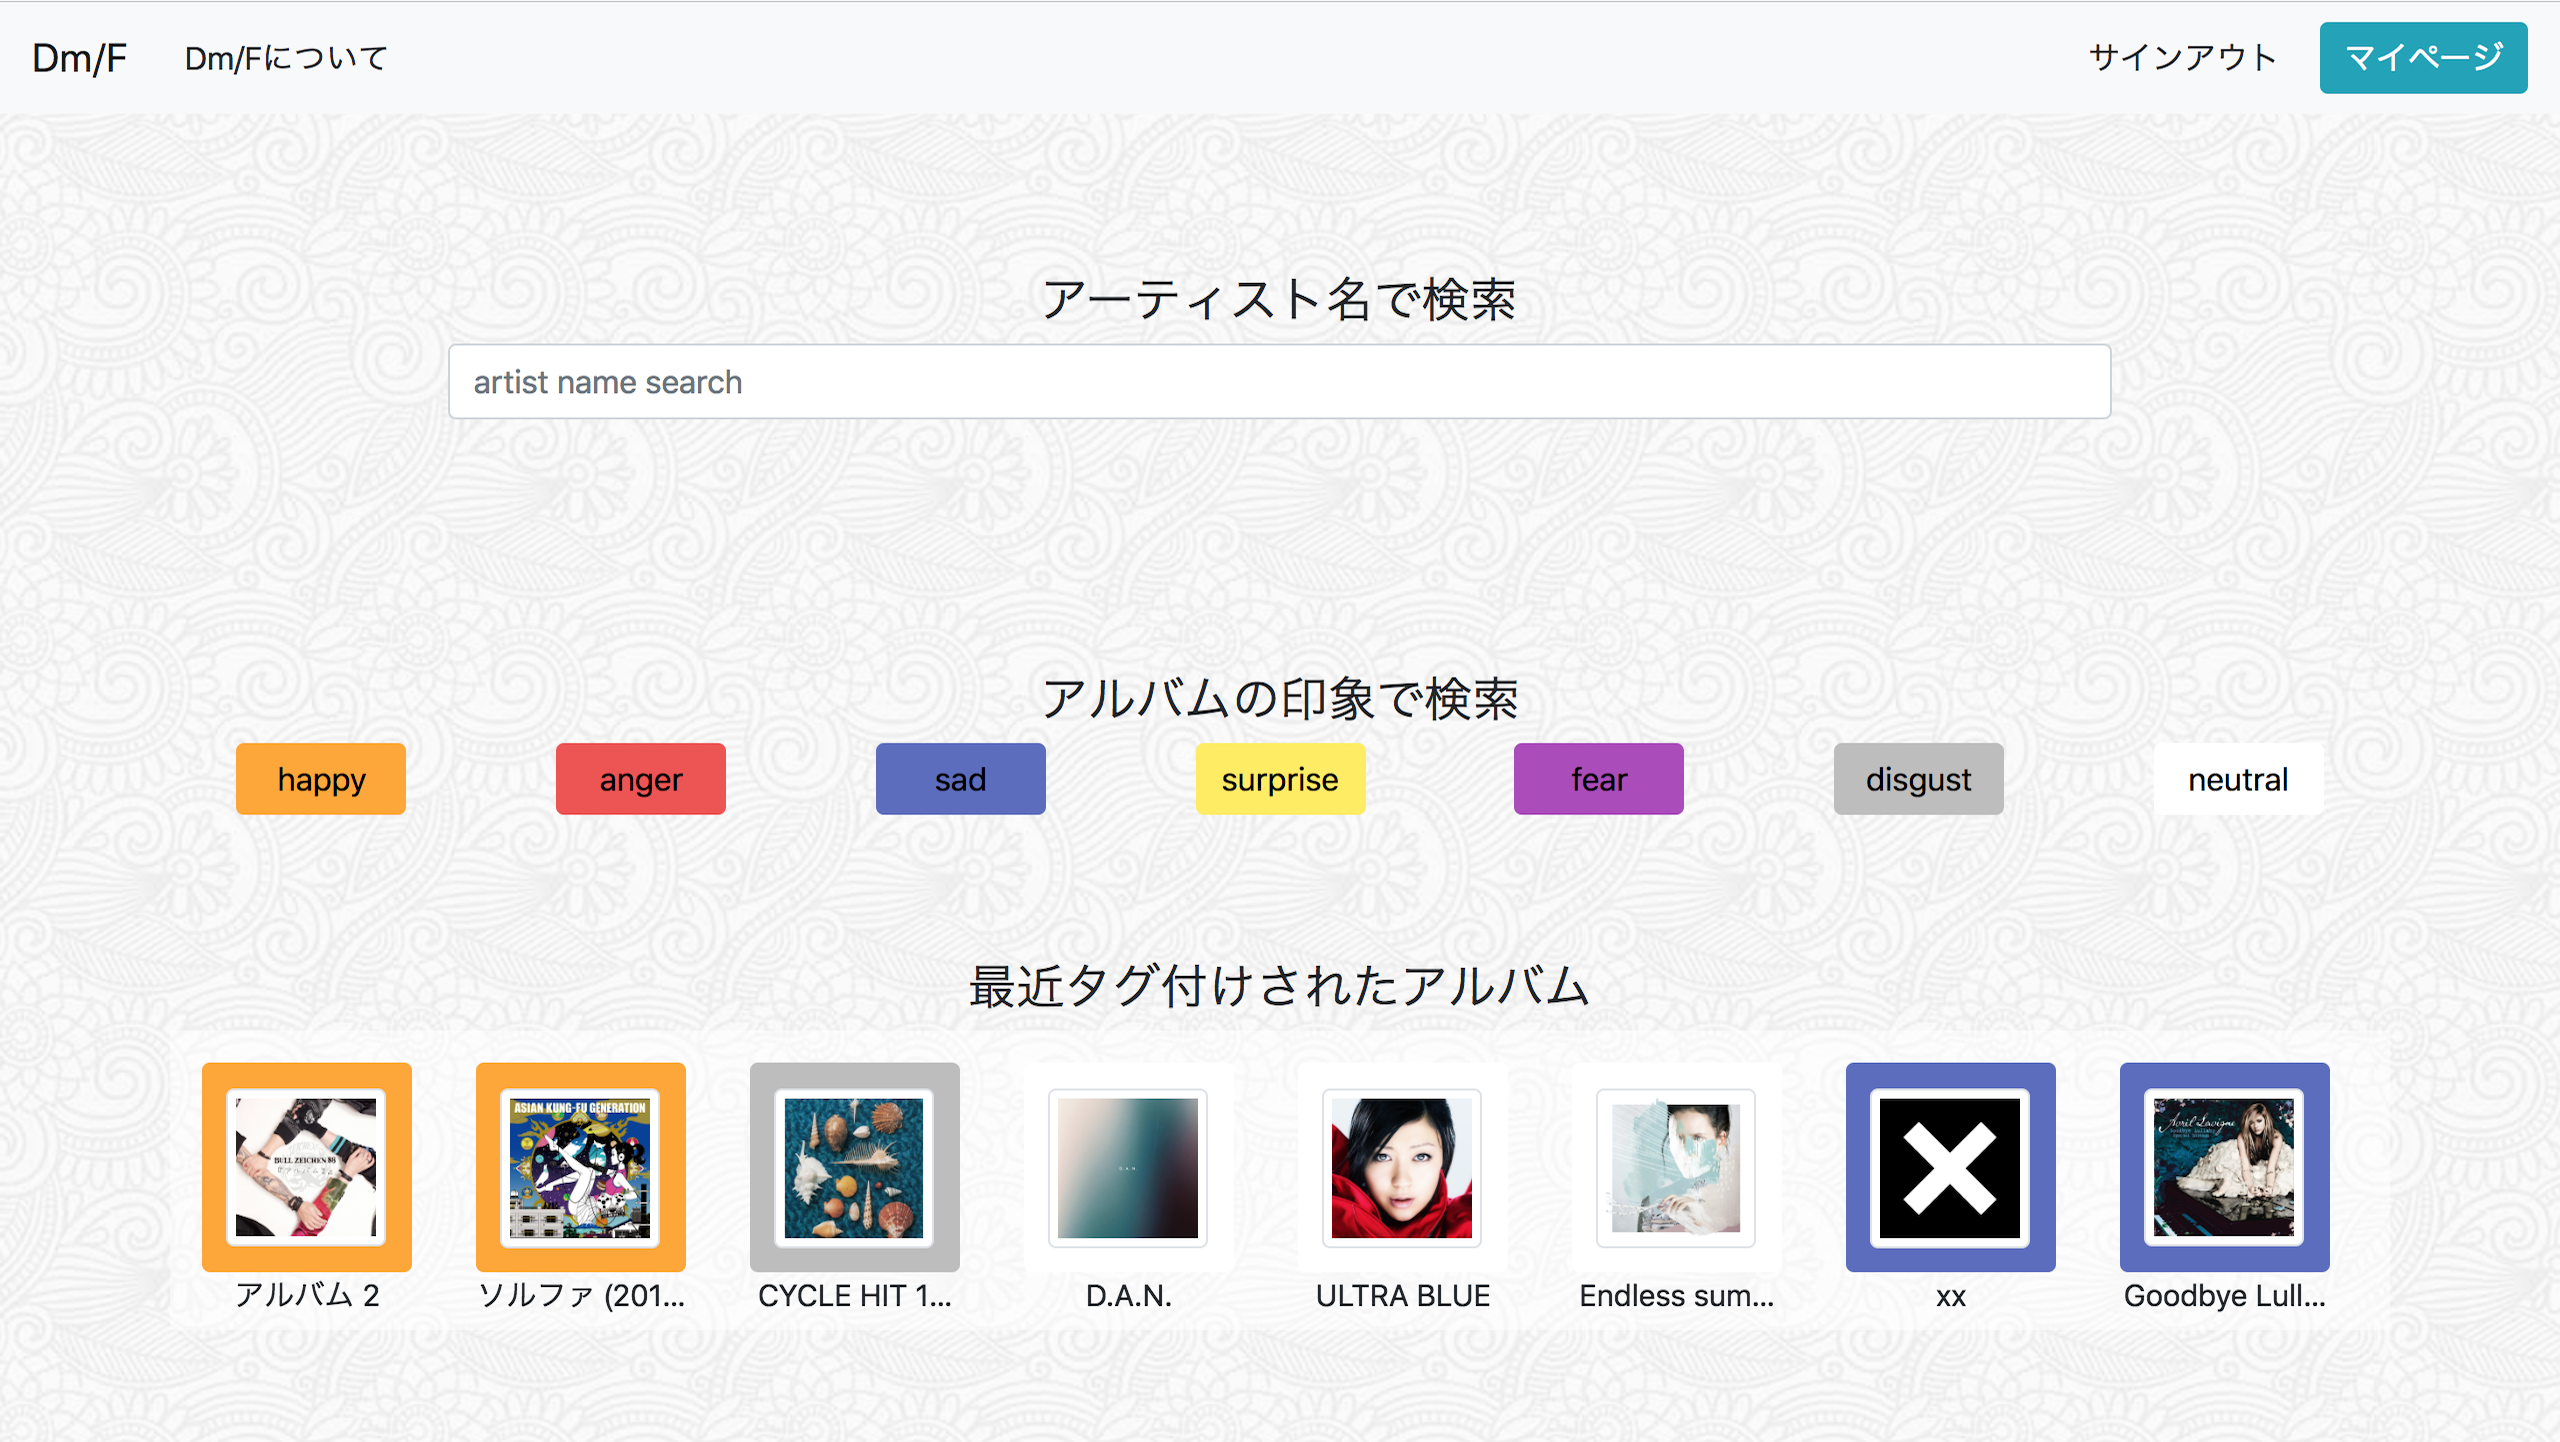 Dm/F Dm/Fについて サインアウト マイページ
アーティスト名で検索
artist name search
アルバムの印象で検索
happy anger sad surprise fear disgust neutral
最近タグ付けされたアルバム
BULL ZEICHEN 88
ASIAN KUNG-FU GENERATION
D.A.N.
Avril Lavigne
アルバム 2 ソルファ (201... CYCLE HIT 1... D.A.N. ULTRA BLUE Endless sum... xx Goodbye Lull...